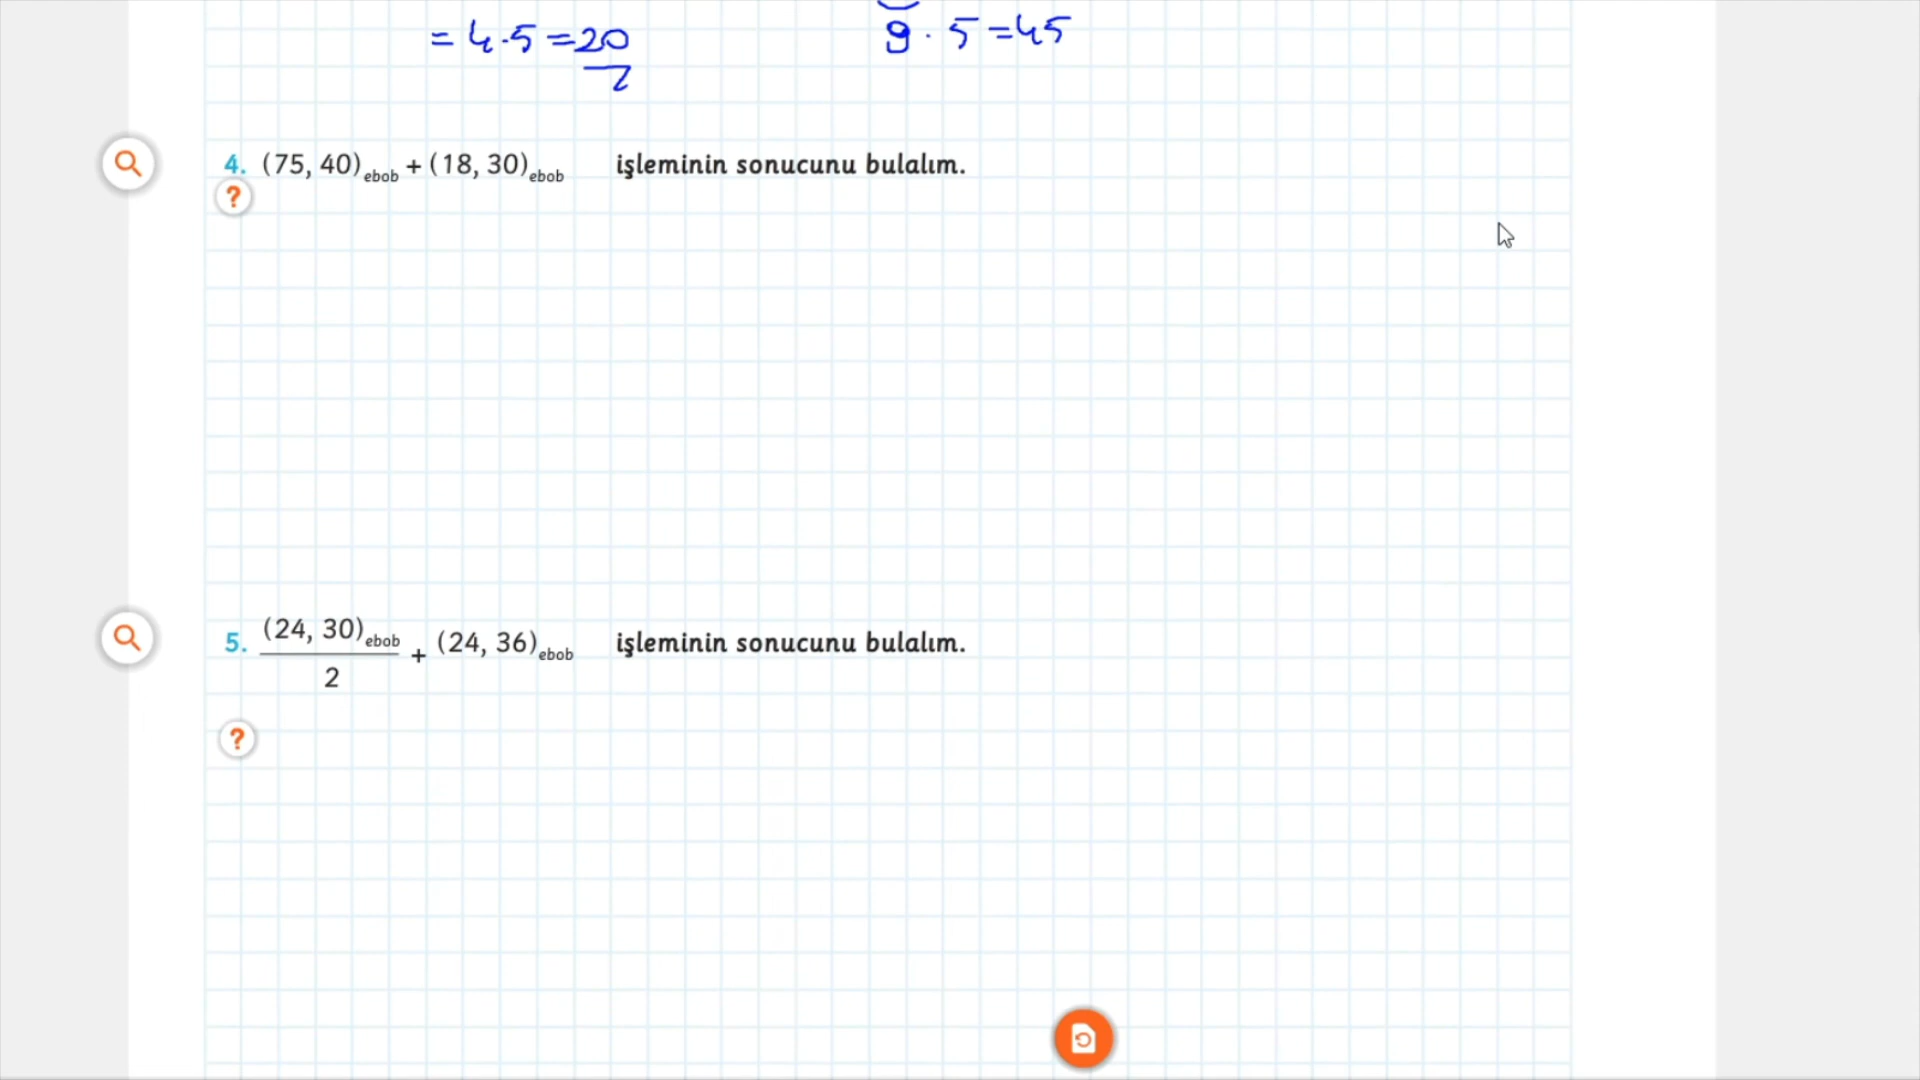 = 4.5 = 20
9 . 5 = 45
4. (75, 40)ebob + (18, 30)ebob işleminin sonucunu bulalım.
?
5. (24, 30)ebob / 2 + (24, 36)ebob işleminin sonucunu bulalım.
?